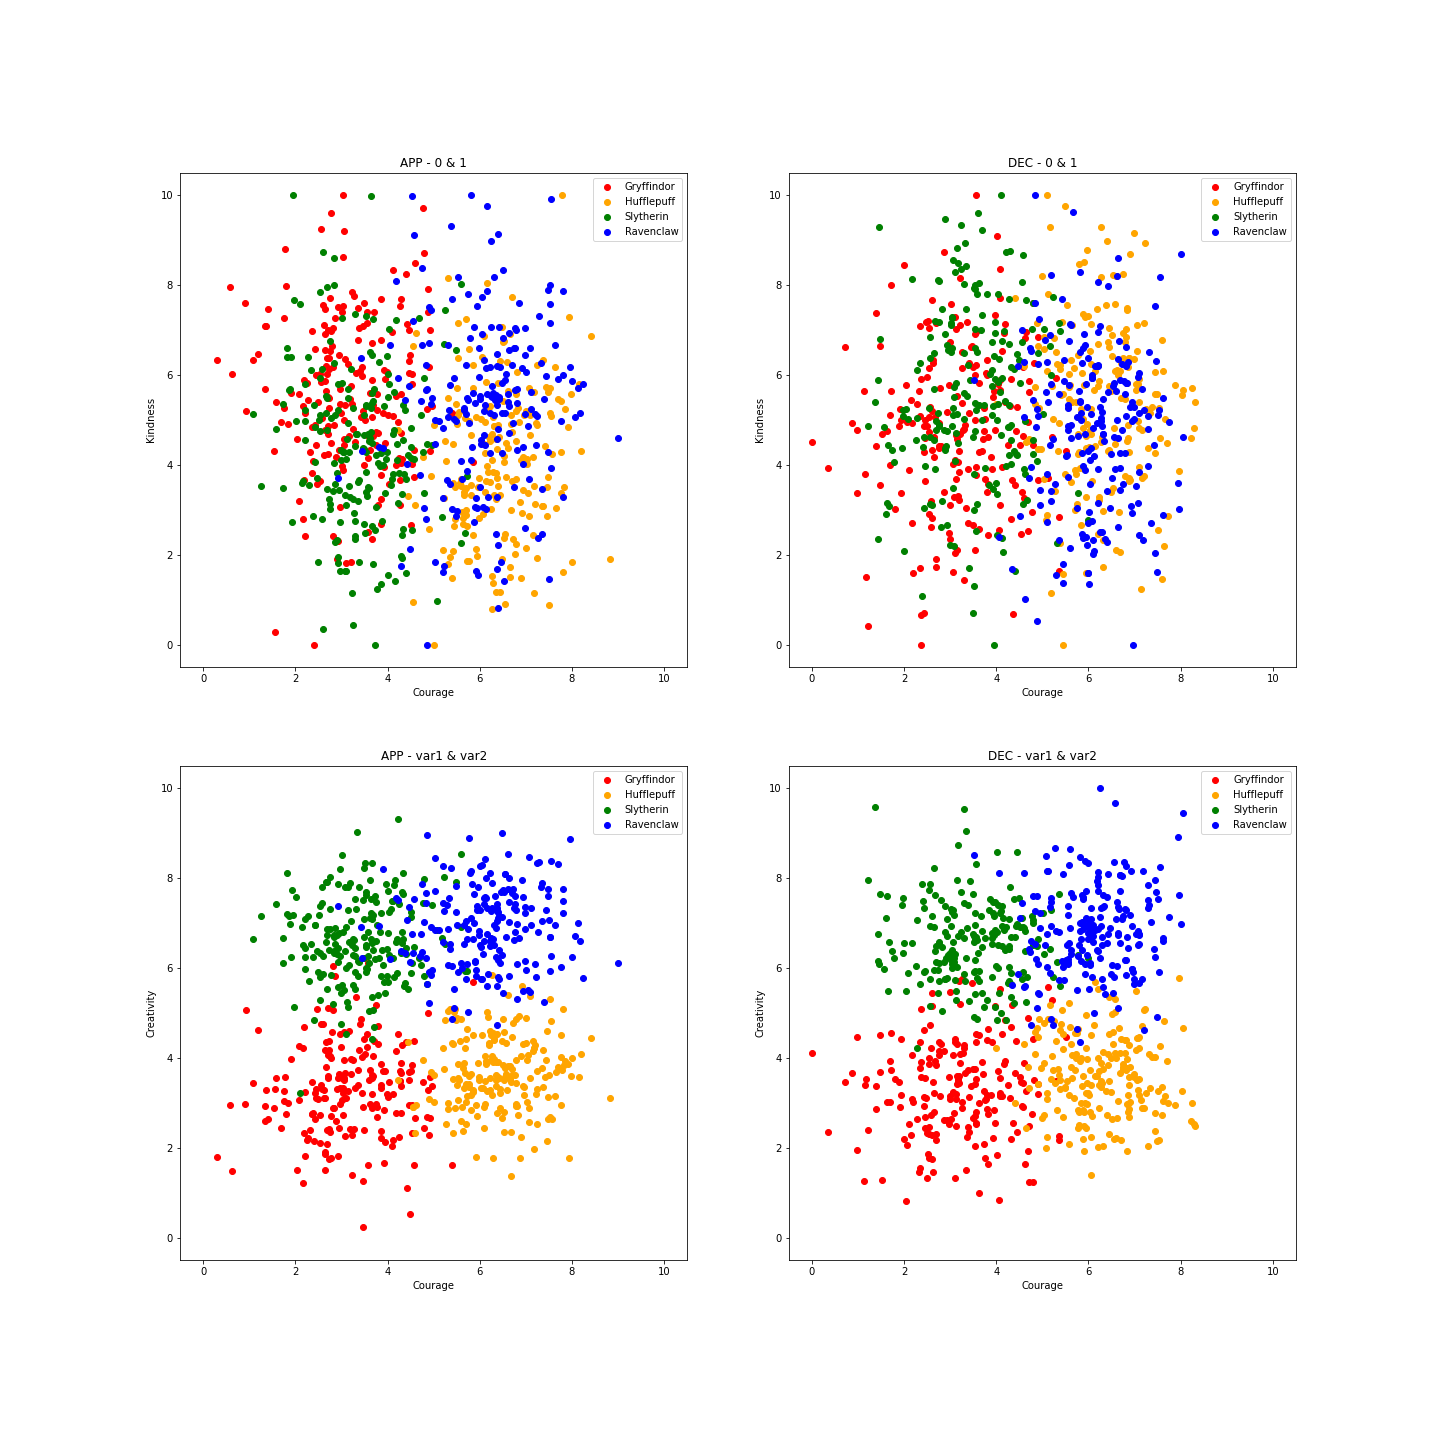 APP - 0 & 1
10
8
6
4
2
0
Kindness
0 2 4 6 8 10
Courage
Gryffindor
Hufflepuff
Slytherin
Ravenclaw
DEC - 0 & 1
10
8
6
4
2
0
Kindness
0 2 4 6 8 10
Courage
Gryffindor
Hufflepuff
Slytherin
Ravenclaw
APP - var1 & var2
10
8
6
4
2
0
Creativity
0 2 4 6 8 10
Courage
Gryffindor
Hufflepuff
Slytherin
Ravenclaw
DEC - var1 & var2
10
8
6
4
2
0
Creativity
0 2 4 6 8 10
Courage
Gryffindor
Hufflepuff
Slytherin
Ravenclaw